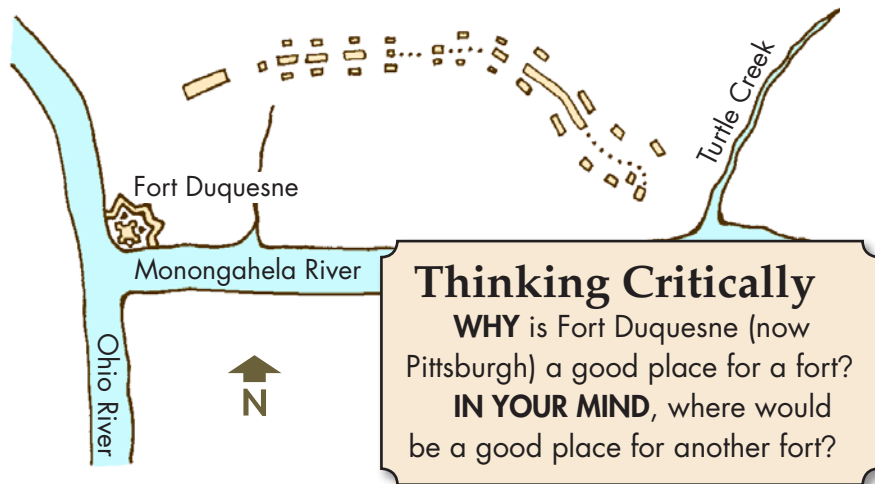 Turtle Creek
Fort Duquesne
Monongahela River
Ohio River
N
Thinking Critically
WHY is Fort Duquesne (now
Pittsburgh) a good place for a fort?
IN YOUR MIND, where would
be a good place for another fort?